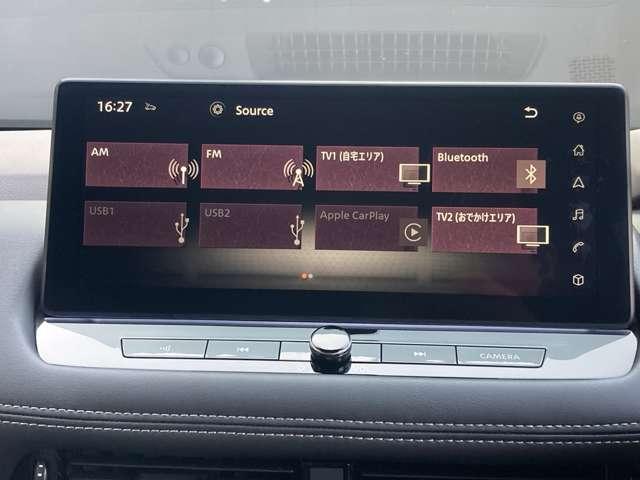 16:27
Source
AM
FM
TV1 (自宅エリア)
Bluetooth
USB1
USB2
Apple CarPlay
TV2 (おでかけエリア)
CAMERA